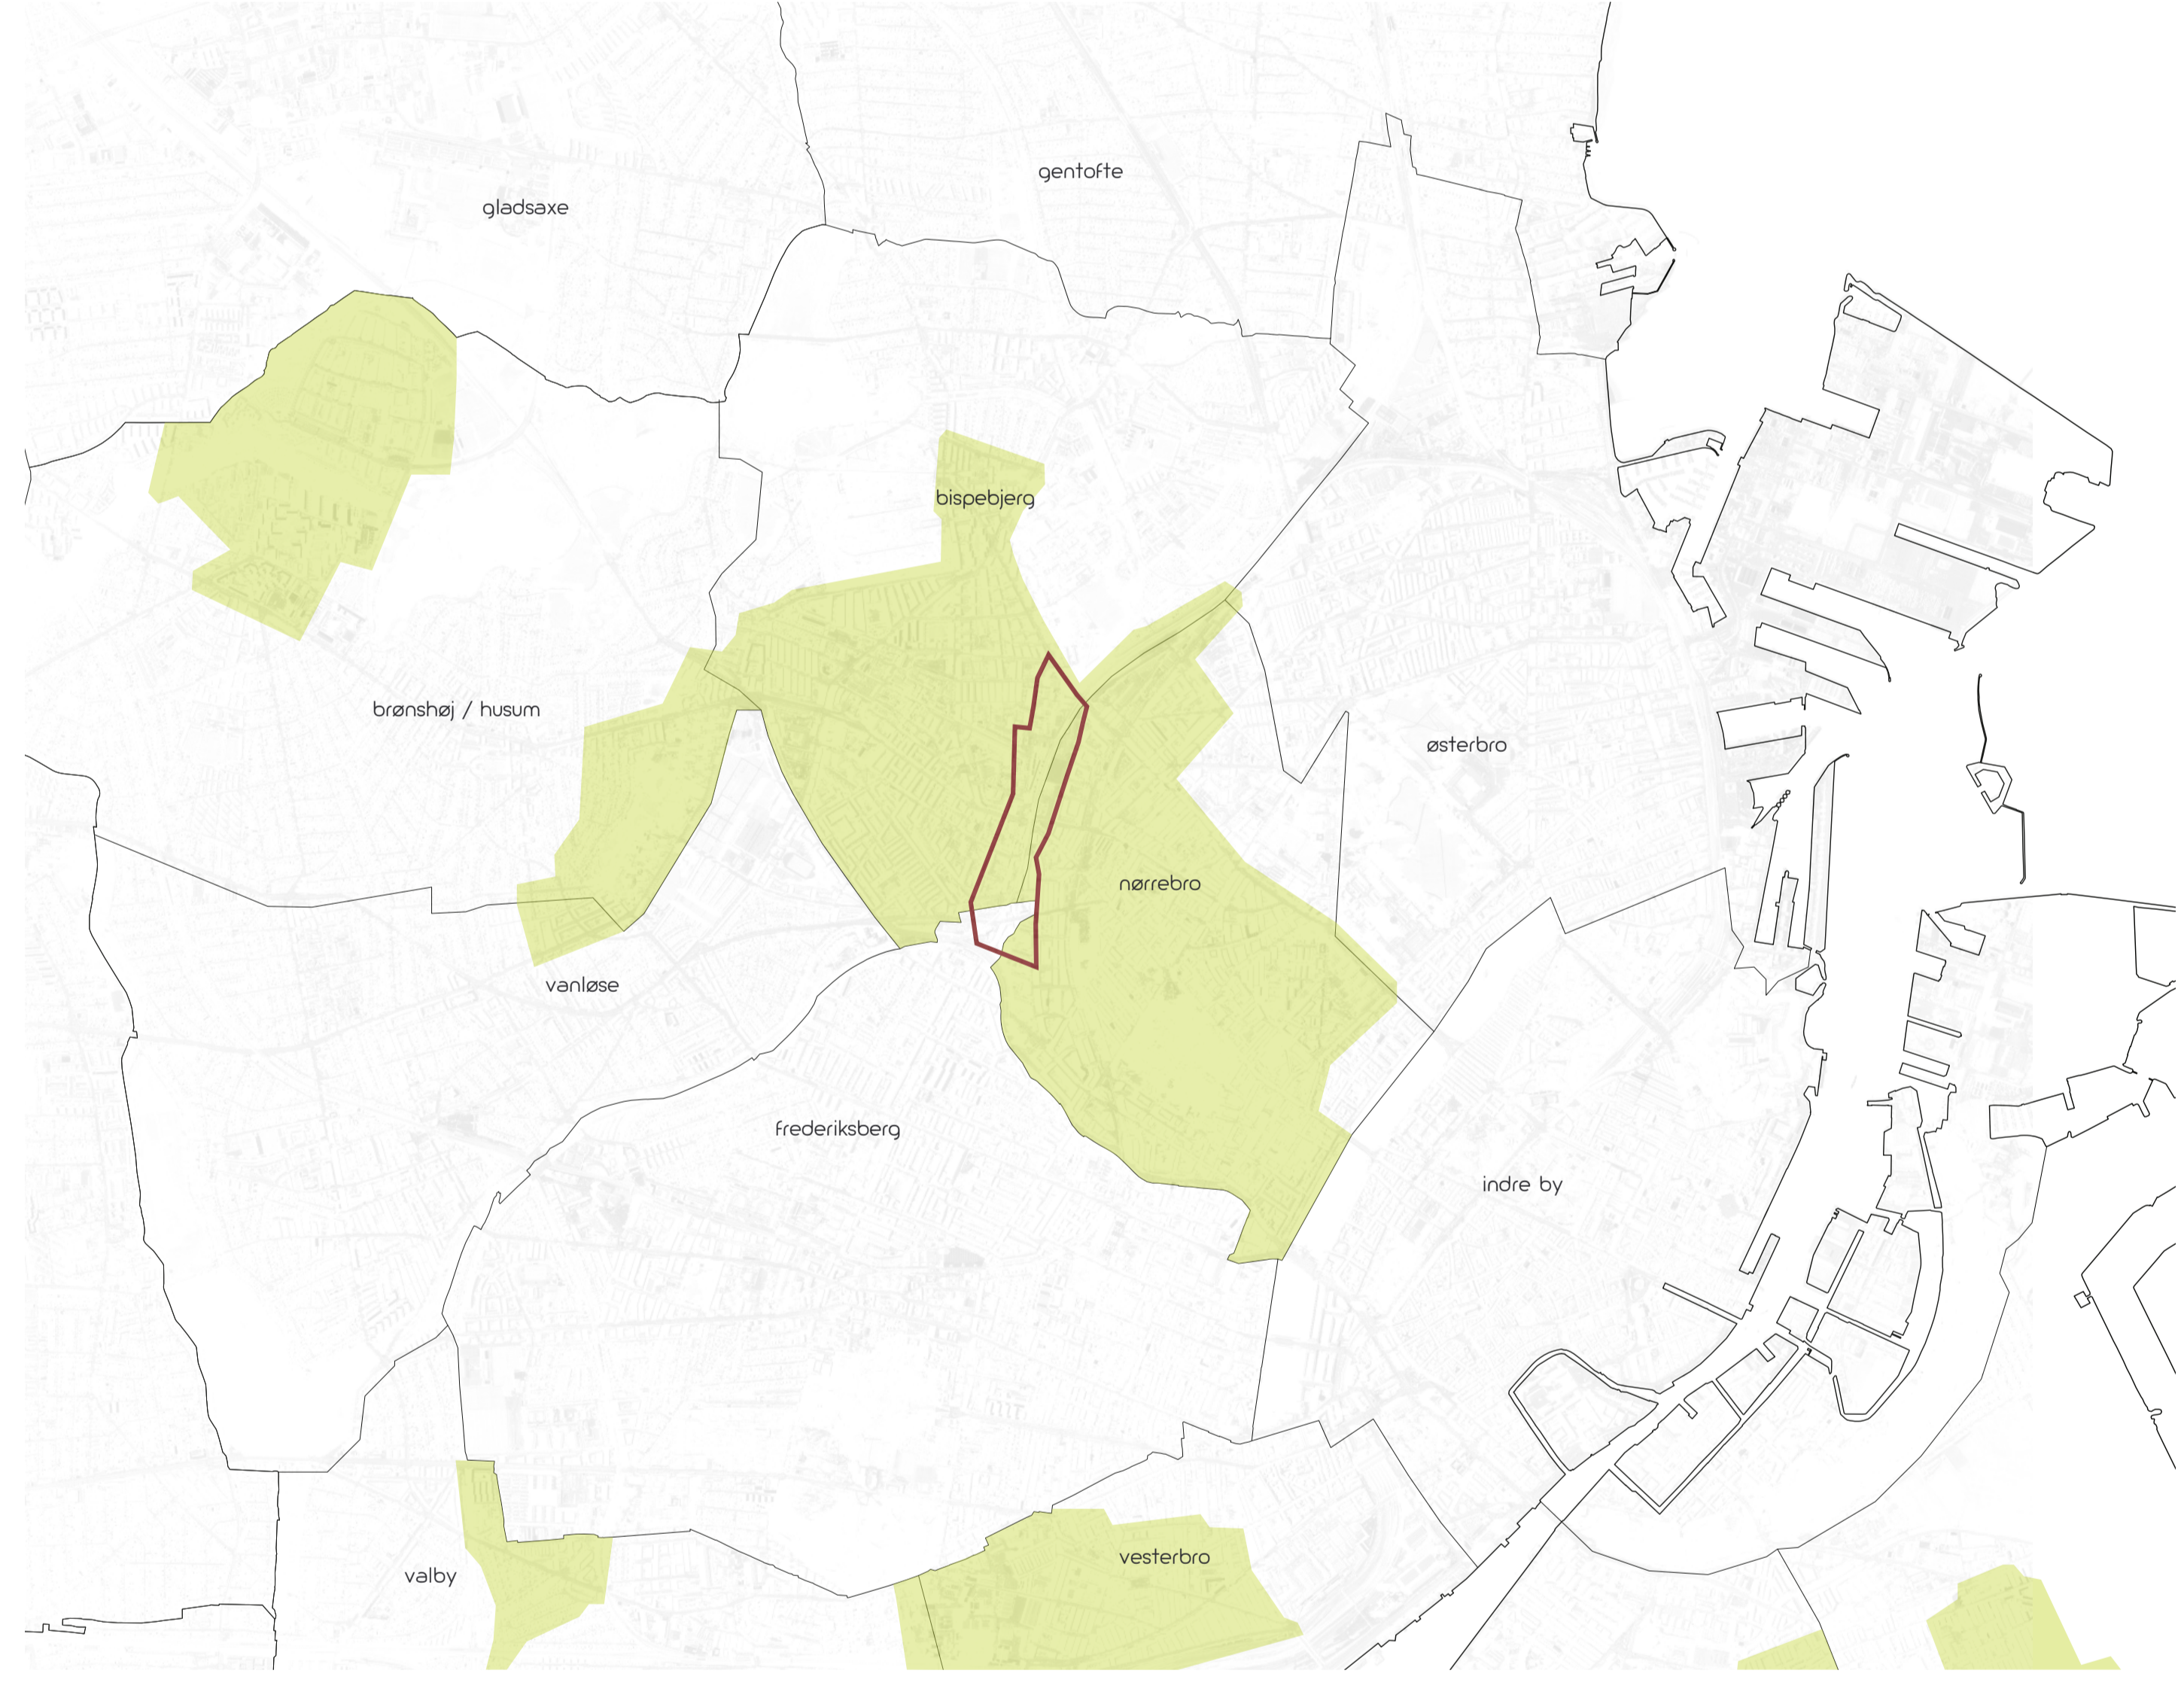 gentofte
gladsaxe
bispebjerg
brønshøj / husum
østerbro
nørrebro
vanløse
frederiksberg
indre by
vesterbro
valby